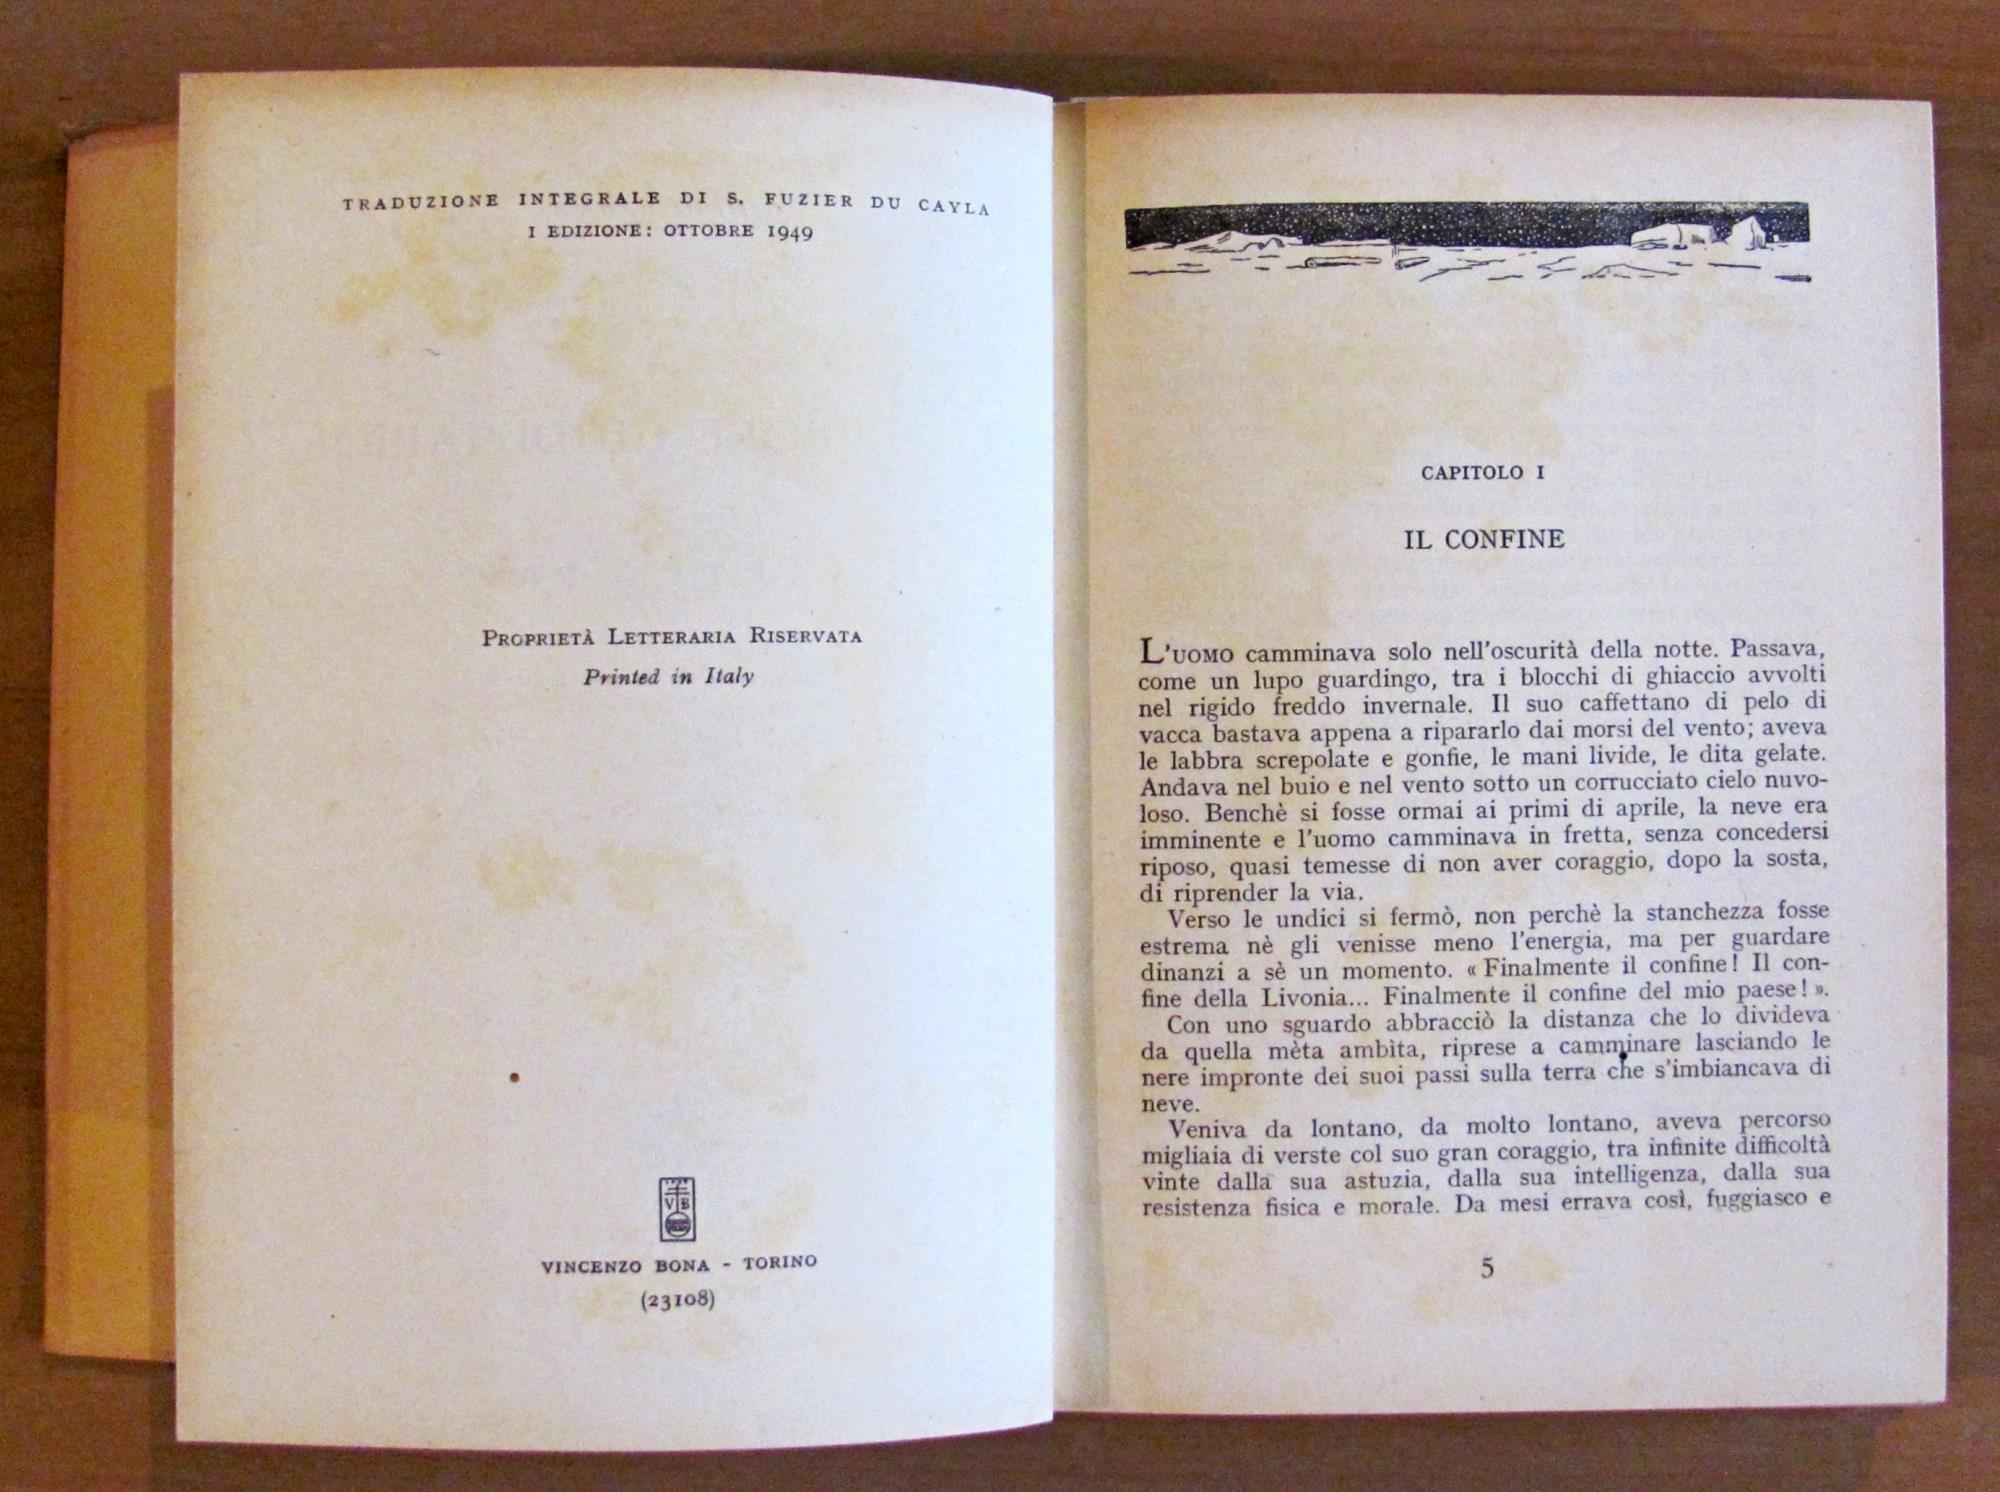 TRADUZIONE INTEGRALE DI S. FUZIER DU CAYLA
I EDIZIONE: OTTOBRE 1949
PROPRIETÀ LETTERARIA RISERVATA
Printed in Italy
V B
VINCENZO BONA - TORINO
(23108)
CAPITOLO I
IL CONFINE
L'UOMO camminava solo nell'oscurità della notte. Passava,
come un lupo guardingo, tra i blocchi di ghiaccio avvolti
nel rigido freddo invernale. Il suo caffettano di pelo di
vacca bastava appena a ripararlo dai morsi del vento; aveva
le labbra screpolate e gonfie, le mani livide, le dita gelate.
Andava nel buio e nel vento sotto un corrucciato cielo nuvo-
loso. Benchè si fosse ormai ai primi di aprile, la neve era
imminente e l'uomo camminava in fretta, senza concedersi
riposo, quasi temesse di non aver coraggio, dopo la sosta,
di riprender la via.
Verso le undici si fermò, non perchè la stanchezza fosse
estrema nè gli venisse meno l'energia, ma per guardare
dinanzi a sè un momento. « Finalmente il confine! Il con-
fine della Livonia... Finalmente il confine del mio paese! ».
Con uno sguardo abbracciò la distanza che lo divideva
da quella mèta ambìta, riprese a camminare lasciando le
nere impronte dei suoi passi sulla terra che s'imbiancava di
neve.
Veniva da lontano, da molto lontano, aveva percorso
migliaia di verste col suo gran coraggio, tra infinite difficoltà
vinte dalla sua astuzia, dalla sua intelligenza, dalla sua
resistenza fisica e morale. Da mesi errava così, fuggiasco e
5